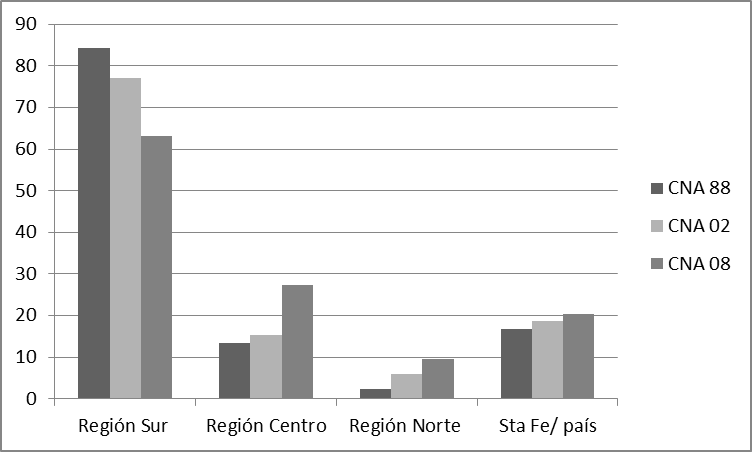 90
80
70
60
50
40
30
20
10
0
Región Sur
Región Centro
Región Norte
Sta Fe/ país
CNA 88
CNA 02
CNA 08